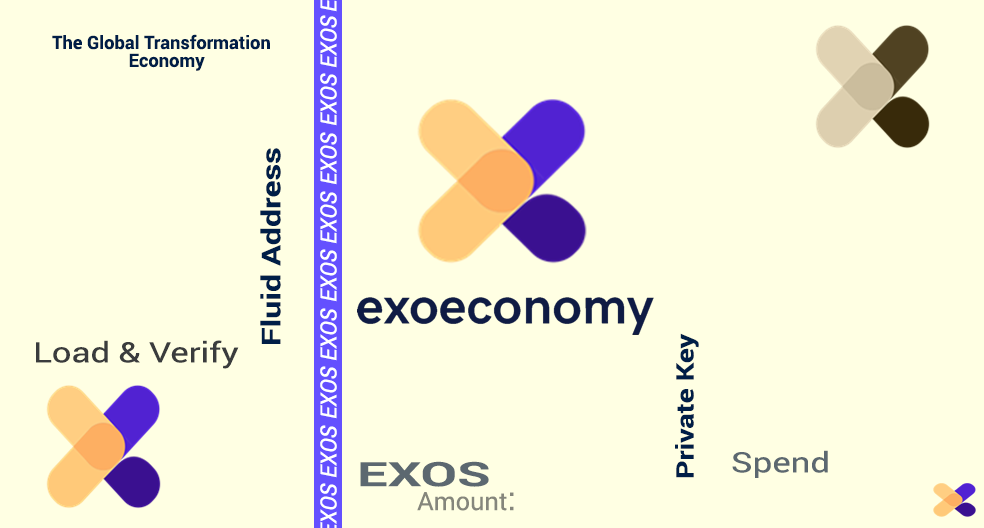 The Global Transformation
Economy
Fluid Address
Load & Verify
EXOS EXOS EXOS EXOS EXOS EXOS EXOS EXOS EXOS EXOS EXOS E
exoeconomy
EXOS
Amount:
Private Key
Spend